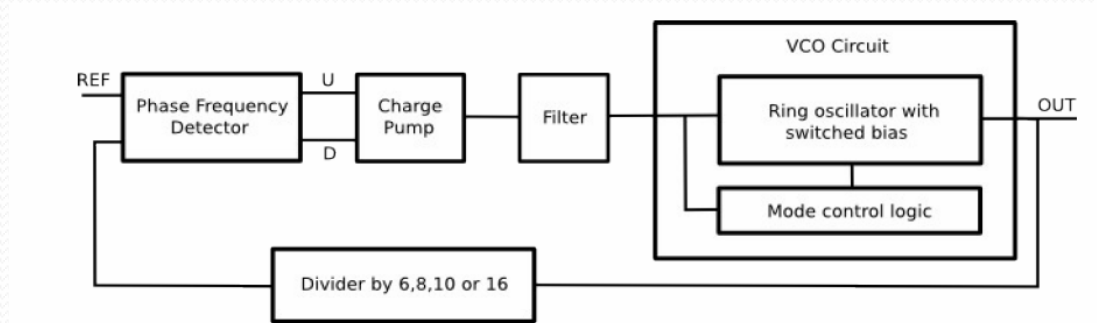 VCO Circuit
REF
U
Phase Frequency
Detector
D
Charge
Pump
Filter
Ring oscillator with
switched bias
OUT
Mode control logic
Divider by 6,8,10 or 16